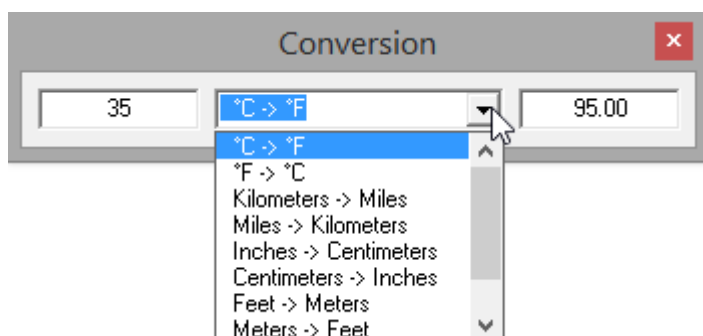 Conversion
35 °C -> °F 95.00
°C -> °F
°F -> °C
Kilometers -> Miles
Miles -> Kilometers
Inches -> Centimeters
Centimeters -> Inches
Feet -> Meters
Meters -> Feet